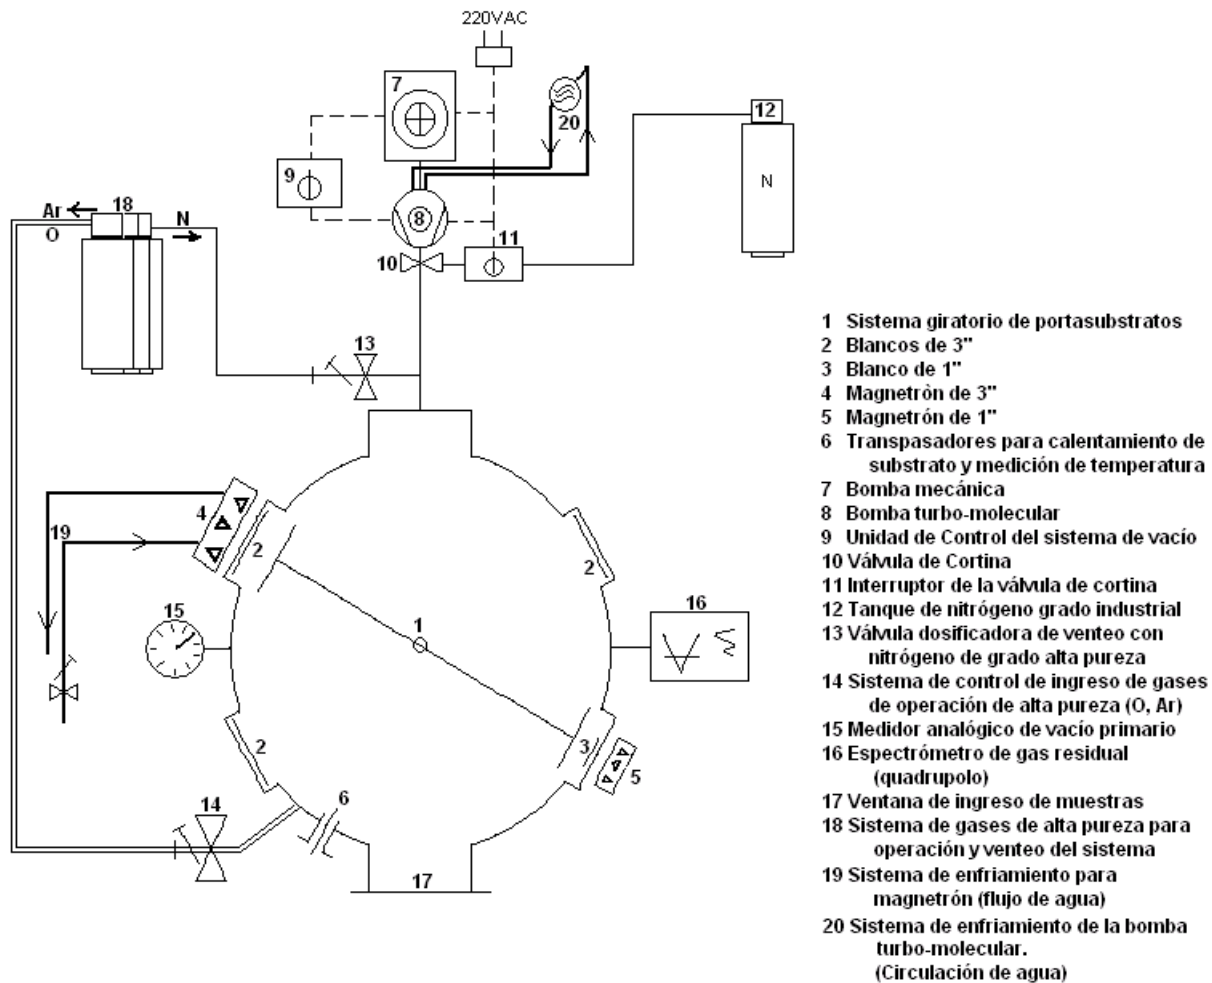 220VAC
7
20
12
9
N
8
18
Ar
N
O
11
10
13
4
2
19
2
15
1
16
2
3
5
14
6
17
1 Sistema giratorio de portasubstratos
2 Blancos de 3"
3 Blanco de 1"
4 Magnetròn de 3"
5 Magnetrón de 1"
6 Transpasadores para calentamiento de
substrato y medición de temperatura
7 Bomba mecánica
8 Bomba turbo-molecular
9 Unidad de Control del sistema de vacío
10 Válvula de Cortina
11 Interruptor de la válvula de cortina
12 Tanque de nitrógeno grado industrial
13 Válvula dosificadora de venteo con
nitrógeno de grado alta pureza
14 Sistema de control de ingreso de gases
de operación de alta pureza (O, Ar)
15 Medidor analógico de vacío primario
16 Espectrómetro de gas residual
(quadrupolo)
17 Ventana de ingreso de muestras
18 Sistema de gases de alta pureza para
operación y venteo del sistema
19 Sistema de enfriamiento para
magnetrón (flujo de agua)
20 Sistema de enfriamiento de la bomba
turbo-molecular.
(Circulación de agua)